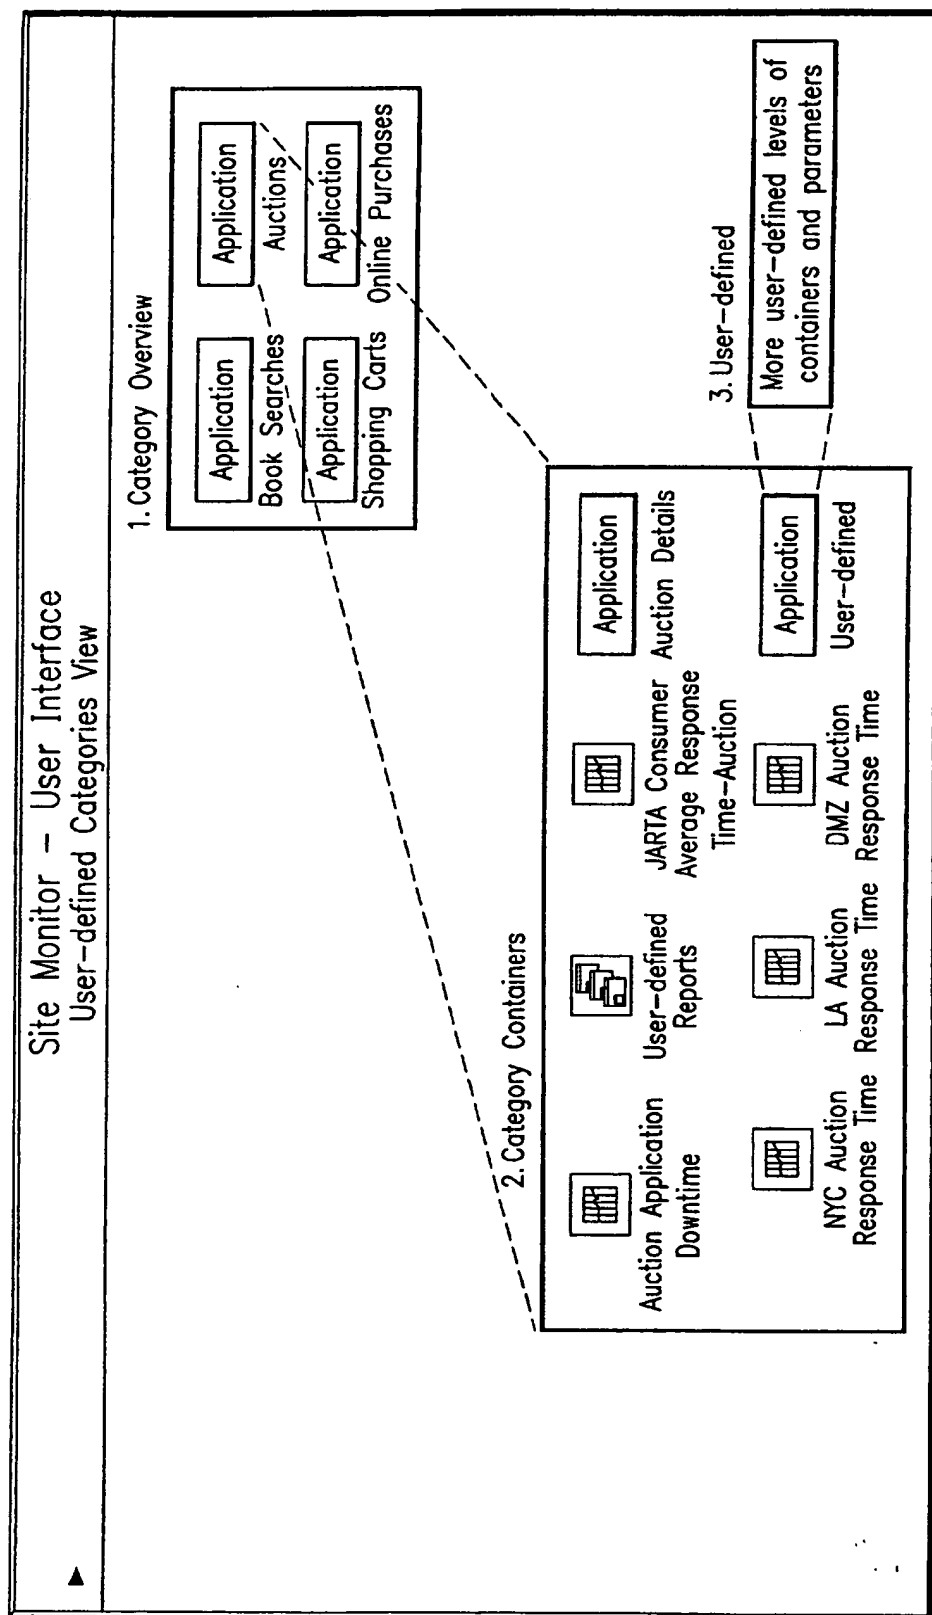 Site Monitor – User Interface
User–defined Categories View
1. Category Overview
Application
Application
Book Searches
Auctions
Application
Application
Shopping Carts
Online Purchases
2. Category Containers
Auction Application
Downtime
User–defined
Reports
JARTA Consumer
Average Response
Time–Auction
Application
Auction Details
NYC Auction
Response Time
LA Auction
Response Time
DMZ Auction
Response Time
Application
User–defined
3. User–defined
More user–defined levels of
containers and parameters